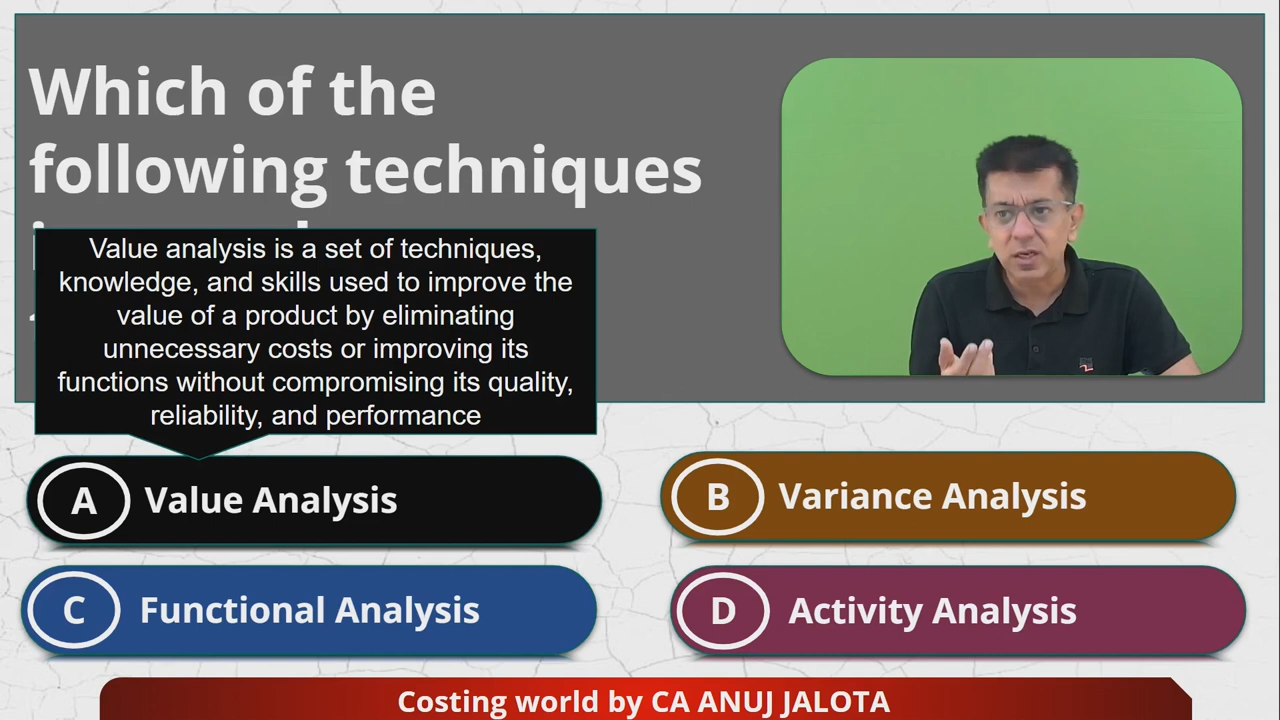 Which of the
following techniques
Value analysis is a set of techniques,
knowledge, and skills used to improve the
value of a product by eliminating
unnecessary costs or improving its
functions without compromising its quality,
reliability, and performance
A Value Analysis
B Variance Analysis
C Functional Analysis
D Activity Analysis
Costing world by CA ANUJ JALOTA